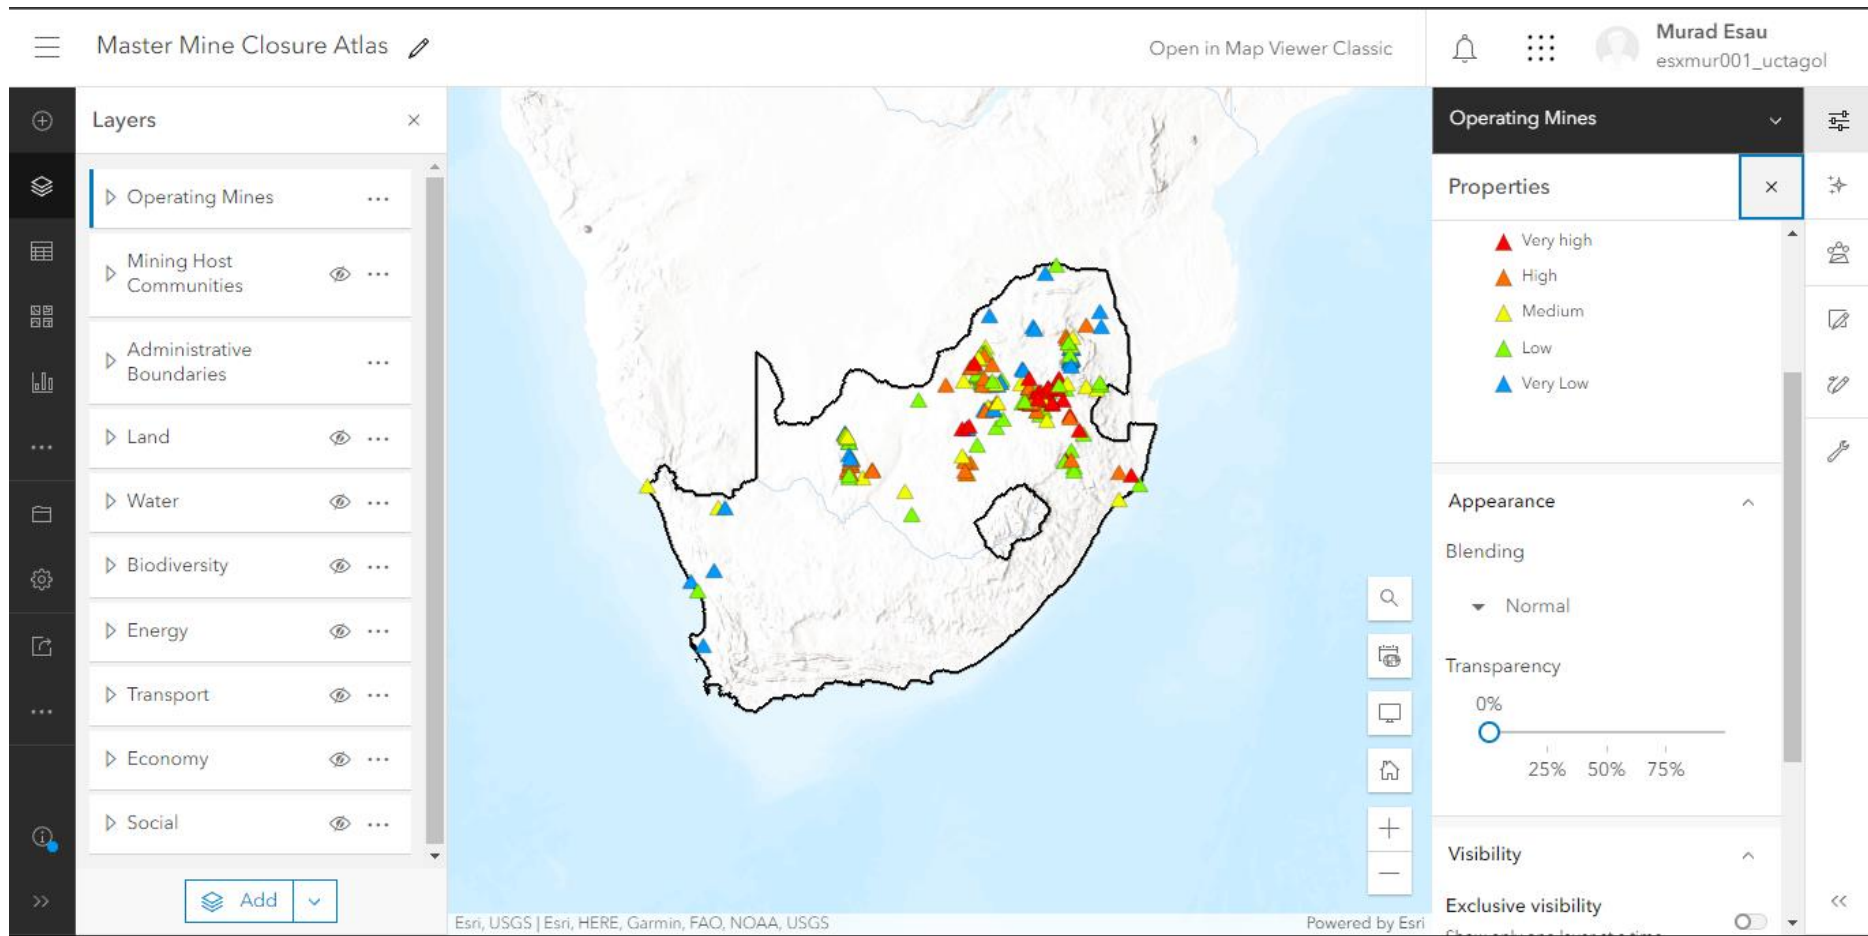 Master Mine Closure Atlas
Open in Map Viewer Classic
Murad Esau
esxmur001_uctagol
Layers
Operating Mines
Mining Host
Communities
Administrative
Boundaries
Land
Water
Biodiversity
Energy
Transport
Economy
Social
Add
Esri, USGS | Esri, HERE, Garmin, FAO, NOAA, USGS
Powered by Esri
Operating Mines
Properties
Very high
High
Medium
Low
Very Low
Appearance
Blending
Normal
Transparency
0%
25% 50% 75%
Visibility
Exclusive visibility